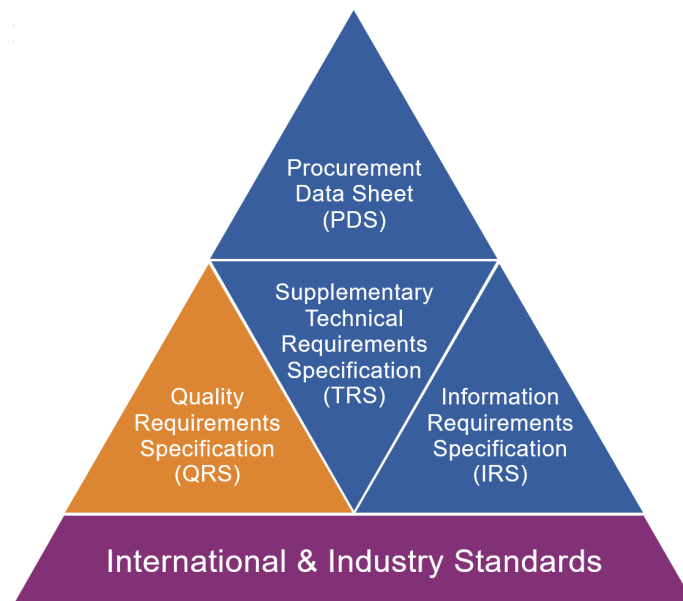 Procurement
Data Sheet
(PDS)
Supplementary
Technical
Requirements
Specification
(TRS)
Quality
Requirements
Specification
(QRS)
Information
Requirements
Specification
(IRS)
International & Industry Standards